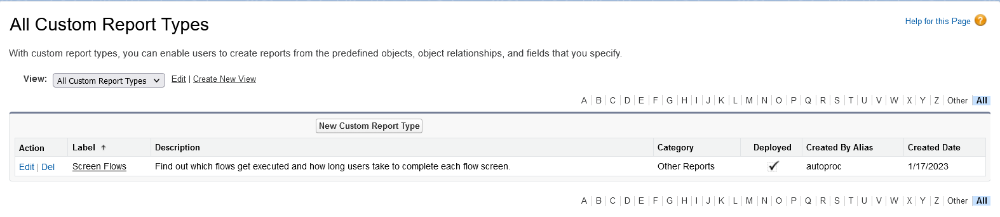 All Custom Report Types
Help for this Page ?
With custom report types, you can enable users to create reports from the predefined objects, object relationships, and fields that you specify.
View: All Custom Report Types Edit | Create New View
A | B | C | D | E | F | G | H | I | J | K | L | M | N | O | P | Q | R | S | T | U | V | W | X | Y | Z | Other | All
New Custom Report Type
Action Label ↑ Description Category Deployed Created By Alias Created Date
Edit | Del Screen Flows Find out which flows get executed and how long users take to complete each flow screen. Other Reports ✓ autoproc 1/17/2023
A | B | C | D | E | F | G | H | I | J | K | L | M | N | O | P | Q | R | S | T | U | V | W | X | Y | Z | Other | All